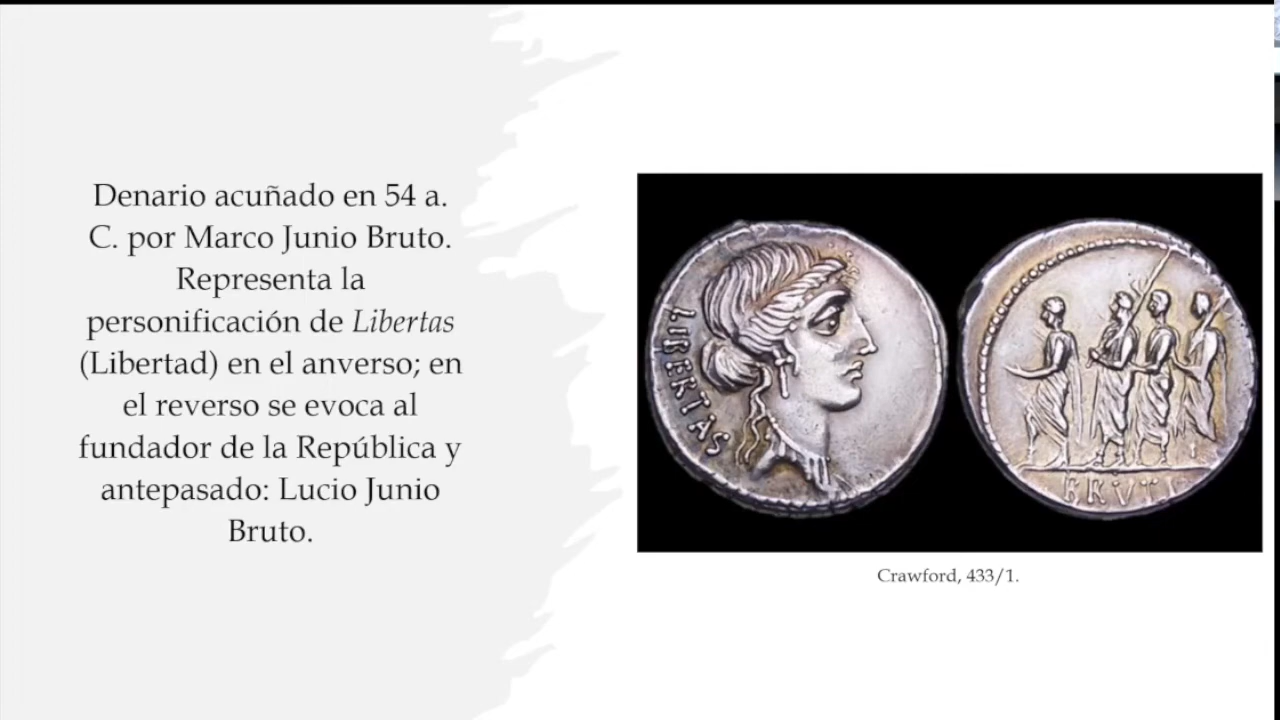 Denario acuñado en 54 a.
C. por Marco Junio Bruto.
Representa la
personificación de Libertas
(Libertad) en el anverso; en
el reverso se evoca al
fundador de la República y
antepasado: Lucio Junio
Bruto.
LIBERTAS
BRVTI
Crawford, 433/1.